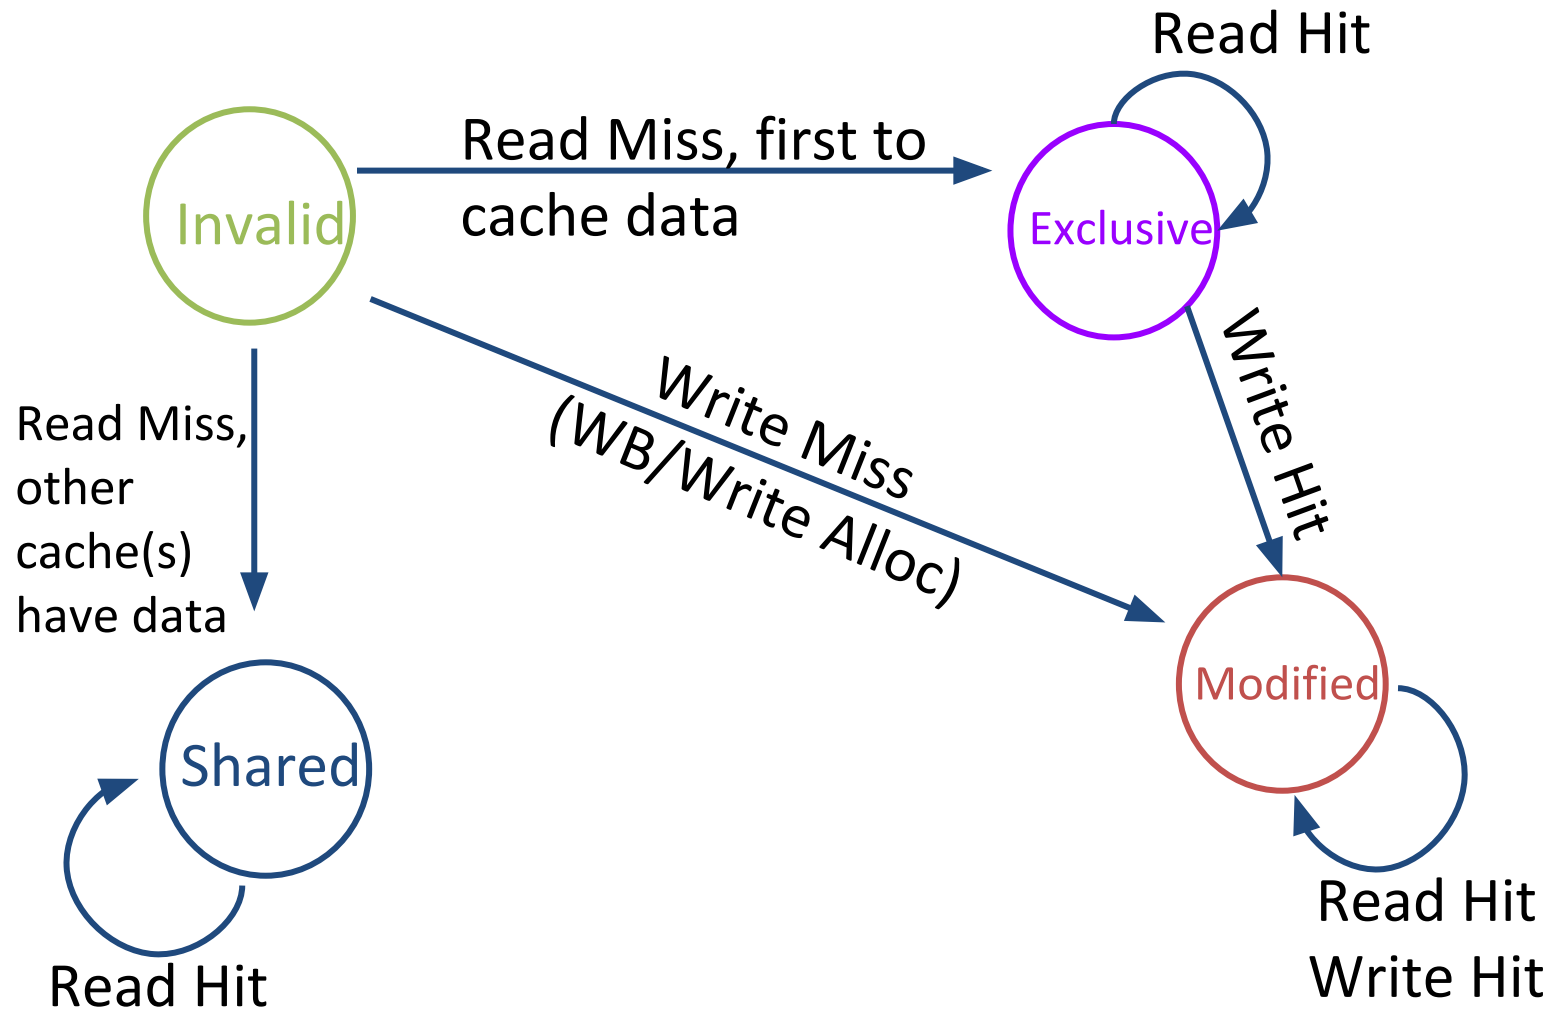 Read Hit
Read Miss, first to
cache data
Invalid
Exclusive
Write Hit
Write Miss
(WB/Write Alloc)
Read Miss,
other
cache(s)
have data
Modified
Shared
Read Hit
Write Hit
Read Hit